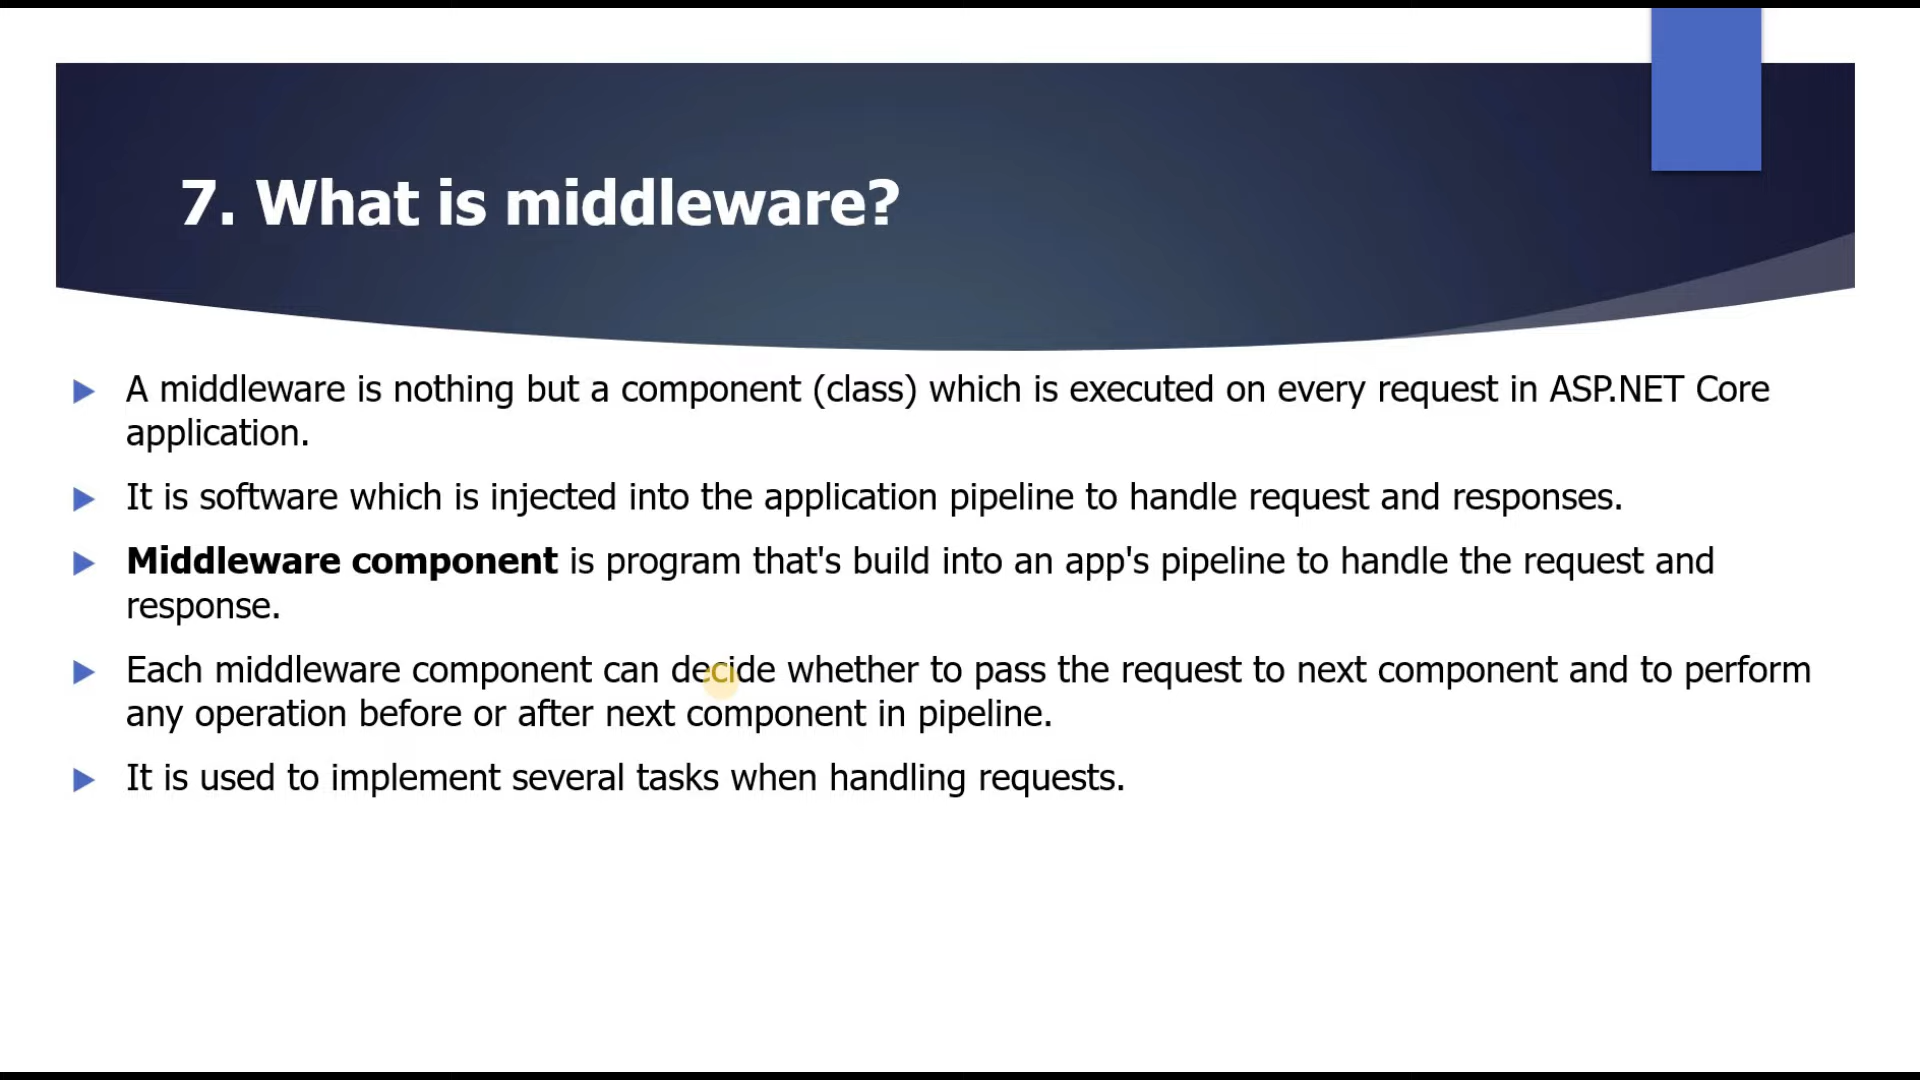 7. What is middleware?
A middleware is nothing but a component (class) which is executed on every request in ASP.NET Core
application.
It is software which is injected into the application pipeline to handle request and responses.
Middleware component is program that's build into an app's pipeline to handle the request and
response.
Each middleware component can decide whether to pass the request to next component and to perform
any operation before or after next component in pipeline.
It is used to implement several tasks when handling requests.